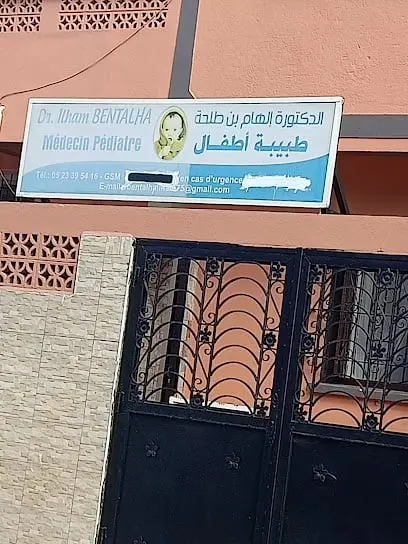 Dr. Ilham BENTALHA
Médecin Pédiatre
الدكتورة إلهام بن طلحة
طبيبة أطفال
Tél.: 05 23 39 54 16 - GSM en cas d'urgence
E-mail
@gmail.com